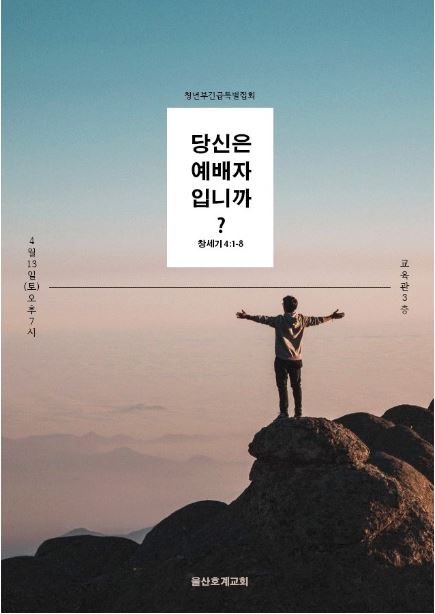 청년부긴급특별집회
당신은
예배자
입니까
?
창세기 4:1-8
4월13일(토)오후7시
교육관3층
울산호계교회